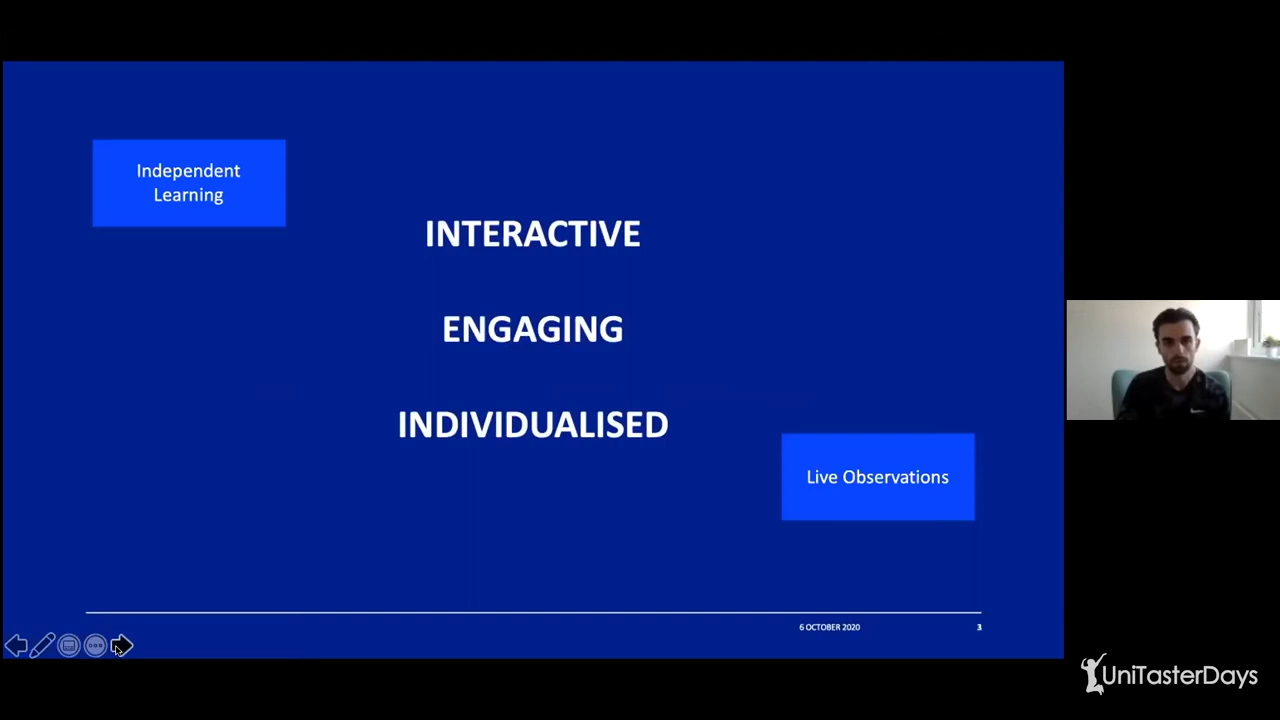 Independent
Learning
INTERACTIVE
ENGAGING
INDIVIDUALISED
Live Observations
6 OCTOBER 2020
3
UniTasterDays